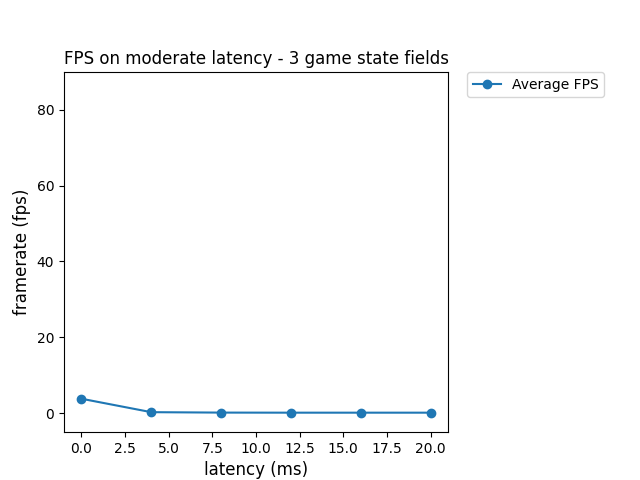 FPS on moderate latency - 3 game state fields
Average FPS
framerate (fps)
80
60
40
20
0
0.0 2.5 5.0 7.5 10.0 12.5 15.0 17.5 20.0
latency (ms)